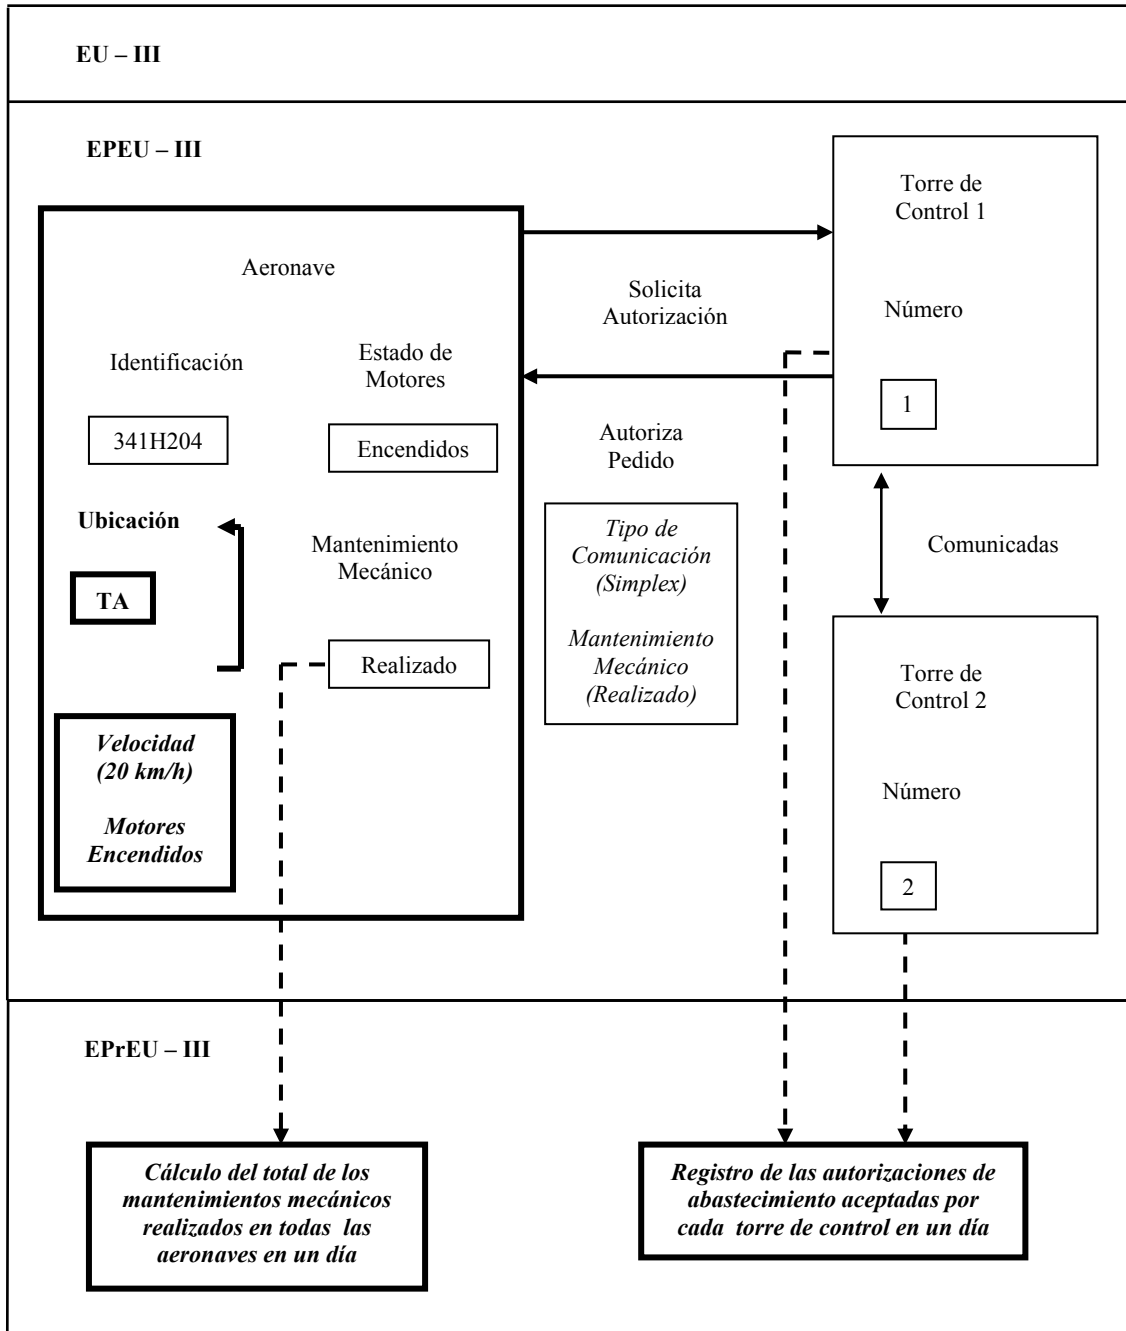 EU – III
EPEU – III
Aeronave
Identificación
341H204
Estado de
Motores
Encendidos
Ubicación
TA
Mantenimiento
Mecánico
Realizado
Velocidad
(20 km/h)
Motores
Encendidos
Solicita
Autorización
Autoriza
Pedido
Tipo de
Comunicación
(Simplex)
Mantenimiento
Mecánico
(Realizado)
Torre de
Control 1
Número
1
Comunicadas
Torre de
Control 2
Número
2
EPrEU – III
Cálculo del total de los
mantenimientos mecánicos
realizados en todas las
aeronaves en un día
Registro de las autorizaciones de
abastecimiento aceptadas por
cada torre de control en un día